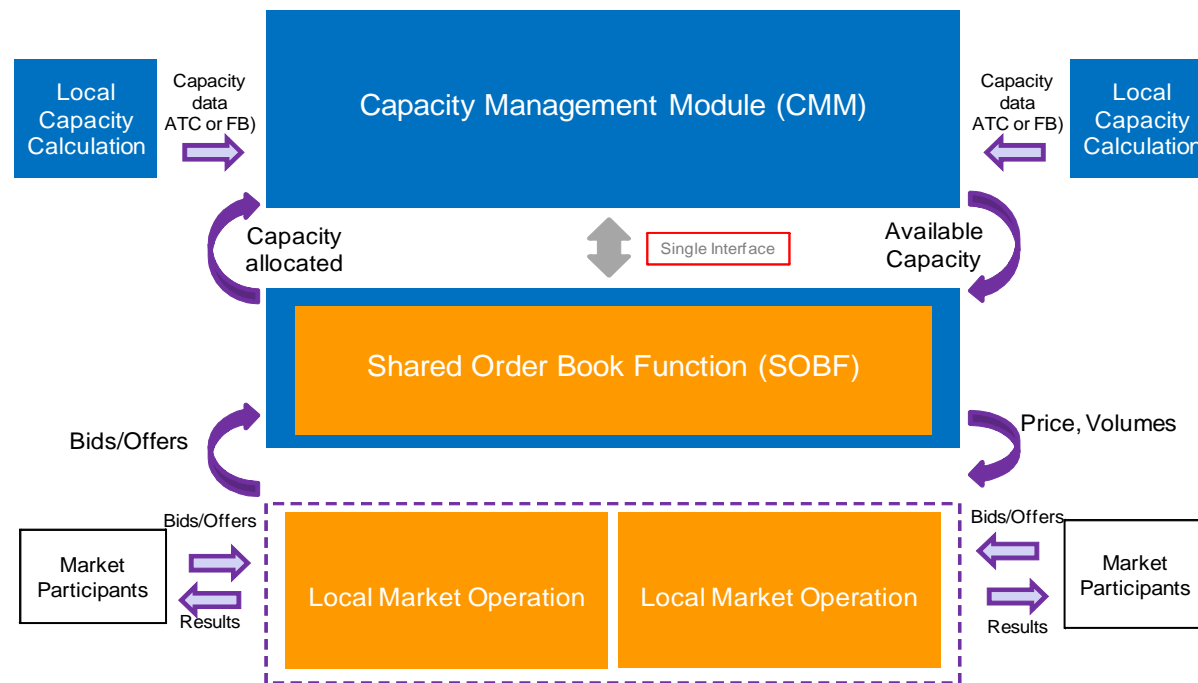 Local
Capacity
Calculation
Capacity
data
ATC or FB)
Capacity Management Module (CMM)
Capacity
data
ATC or FB)
Local
Capacity
Calculation
Capacity
allocated
Single Interface
Available
Capacity
Shared Order Book Function (SOBF)
Bids/Offers
Price, Volumes
Bids/Offers
Market
Participants
Results
Local Market Operation
Local Market Operation
Bids/Offers
Market
Participants
Results